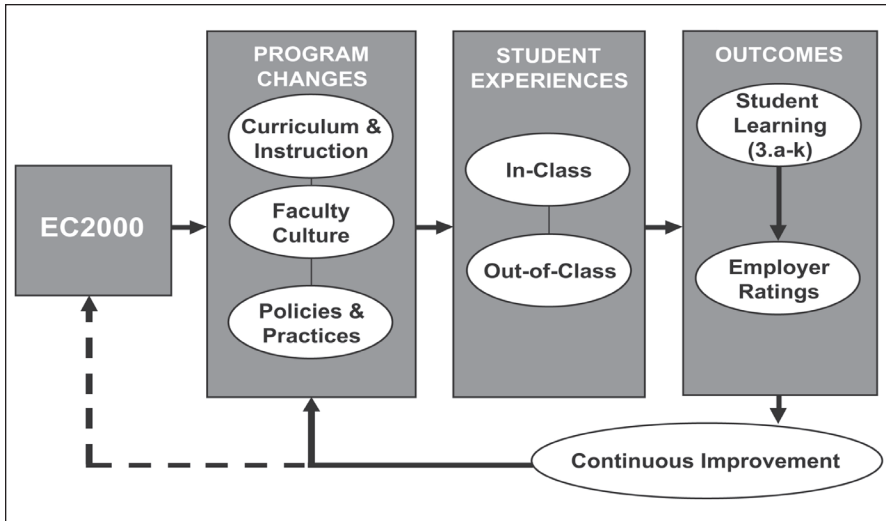 EC2000
PROGRAM
CHANGES
Curriculum &
Instruction
Faculty
Culture
Policies &
Practices
STUDENT
EXPERIENCES
In-Class
Out-of-Class
OUTCOMES
Student
Learning
(3.a-k)
Employer
Ratings
Continuous Improvement